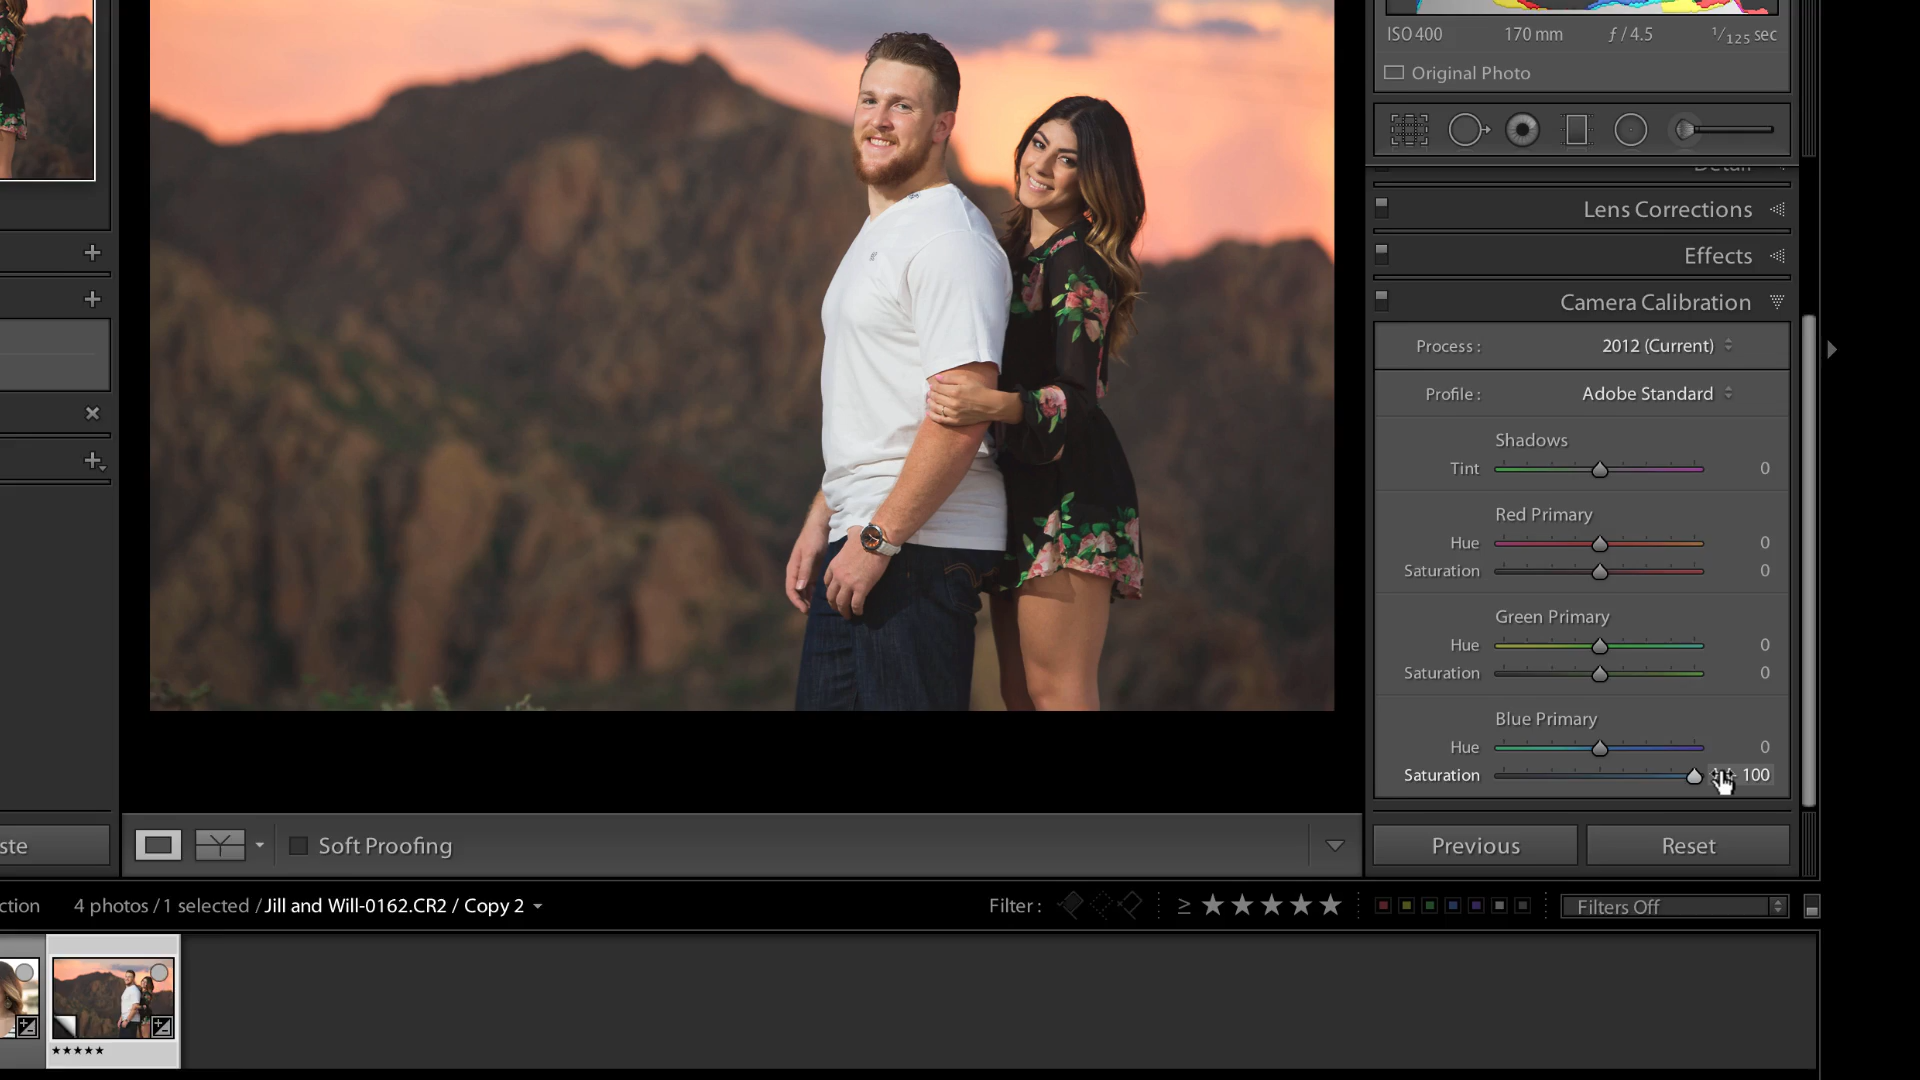 ISO 400 170 mm ƒ / 4.5 1/125 sec
Original Photo
Detail
Lens Corrections
Effects
Camera Calibration
Process : 2012 (Current)
Profile : Adobe Standard
Shadows
Tint 0
Red Primary
Hue 0
Saturation 0
Green Primary
Hue 0
Saturation 0
Blue Primary
Hue 0
Saturation 100
ste
Soft Proofing
Previous Reset
ction 4 photos / 1 selected / Jill and Will-0162.CR2 / Copy 2
Filter : ≥ ★★★★★ Filters Off
★★★★★